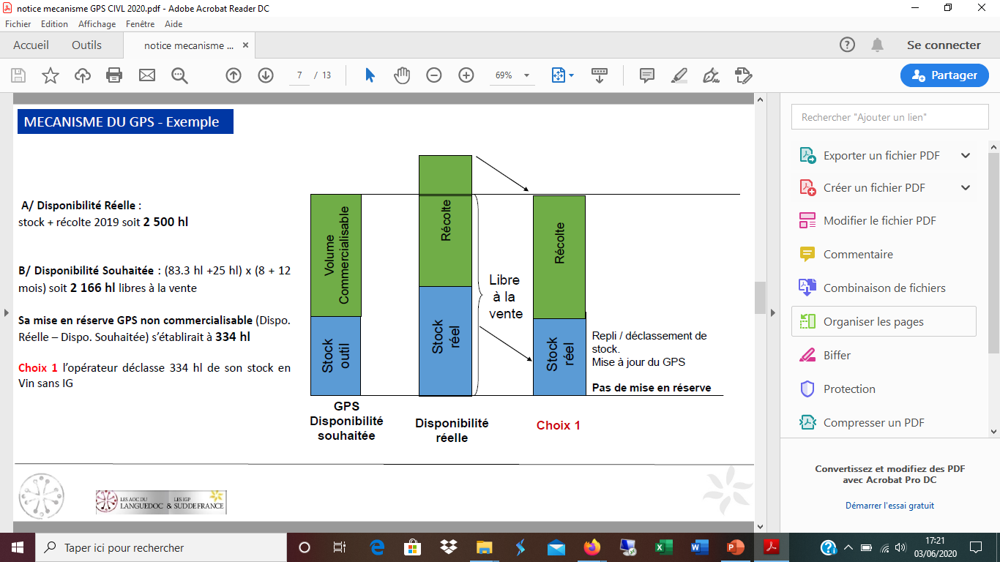 notice mecanisme GPS CIVL 2020.pdf - Adobe Acrobat Reader DC
Fichier Edition Affichage Fenêtre Aide
Accueil Outils notice mecanisme ... × Se connecter
7 / 13 69% Partager
MECANISME DU GPS - Exemple
A/ Disponibilité Réelle :
stock + récolte 2019 soit 2 500 hl
B/ Disponibilité Souhaitée : (83.3 hl +25 hl) x (8 + 12
mois) soit 2 166 hl libres à la vente
Sa mise en réserve GPS non commercialisable (Dispo.
Réelle – Dispo. Souhaitée) s’établirait à 334 hl
Choix 1 l’opérateur déclasse 334 hl de son stock en
Vin sans IG
Volume
Commercialisable
Stock
outil
GPS
Disponibilité
souhaitée
Récolte
Stock
réel
Disponibilité
réelle
Libre
à la
vente
Récolte
Stock
réel
Choix 1
Repli / déclassement de
stock.
Mise à jour du GPS
Pas de mise en réserve
LES AOC DU LES IGP
LANGUEDOC & SUD DE FRANCE
Rechercher "Ajouter un lien"
Exporter un fichier PDF
Créer un fichier PDF
Modifier le fichier PDF
Commentaire
Combinaison de fichiers
Organiser les pages
Biffer
Protection
Compresser un PDF
Convertissez et modifiez des PDF
avec Acrobat Pro DC
Démarrer l'essai gratuit
Taper ici pour rechercher
17:21
03/06/2020